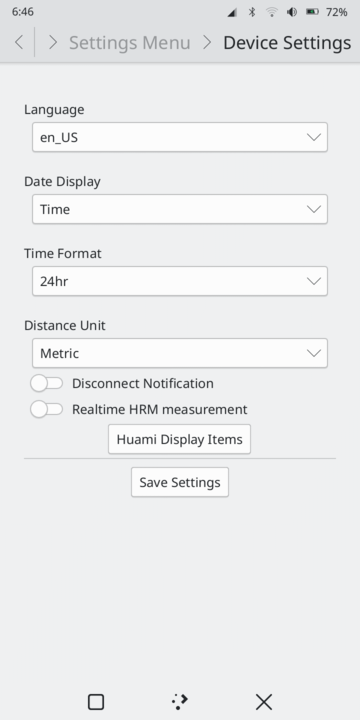 6:46
72%
Settings Menu
Device Settings
Language
en_US
Date Display
Time
Time Format
24hr
Distance Unit
Metric
Disconnect Notification
Realtime HRM measurement
Huami Display Items
Save Settings